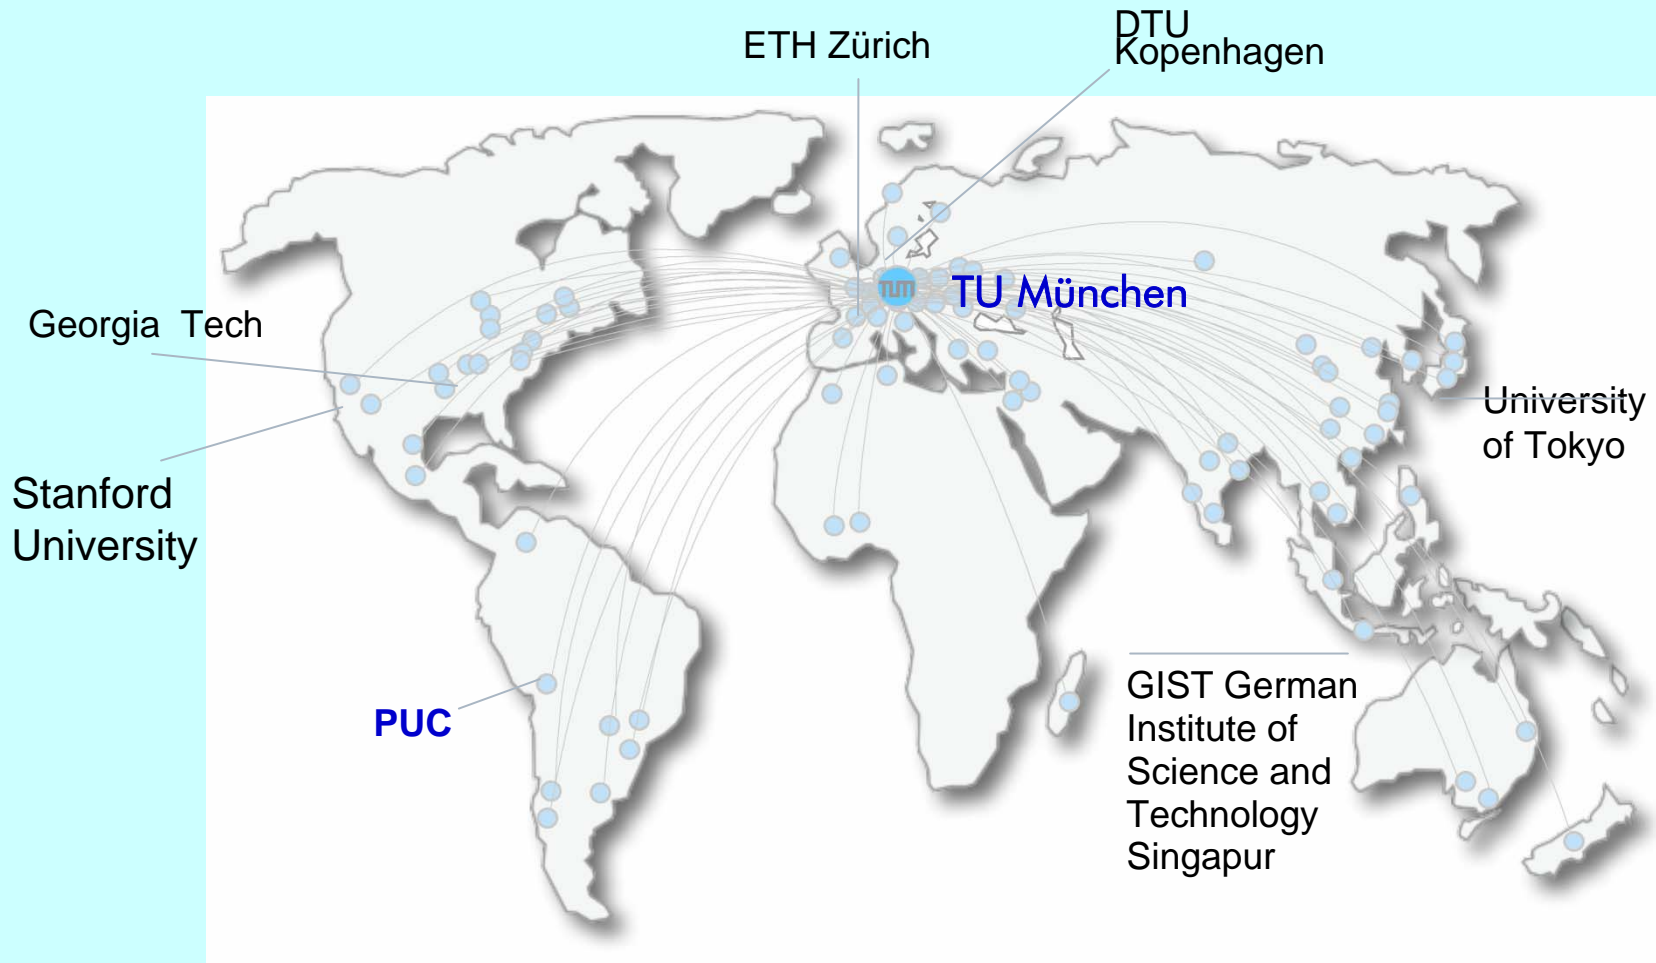 DTU
Kopenhagen
ETH Zürich
TUM
TU München
Georgia Tech
University
of Tokyo
Stanford
University
PUC
GIST German
Institute of
Science and
Technology
Singapur